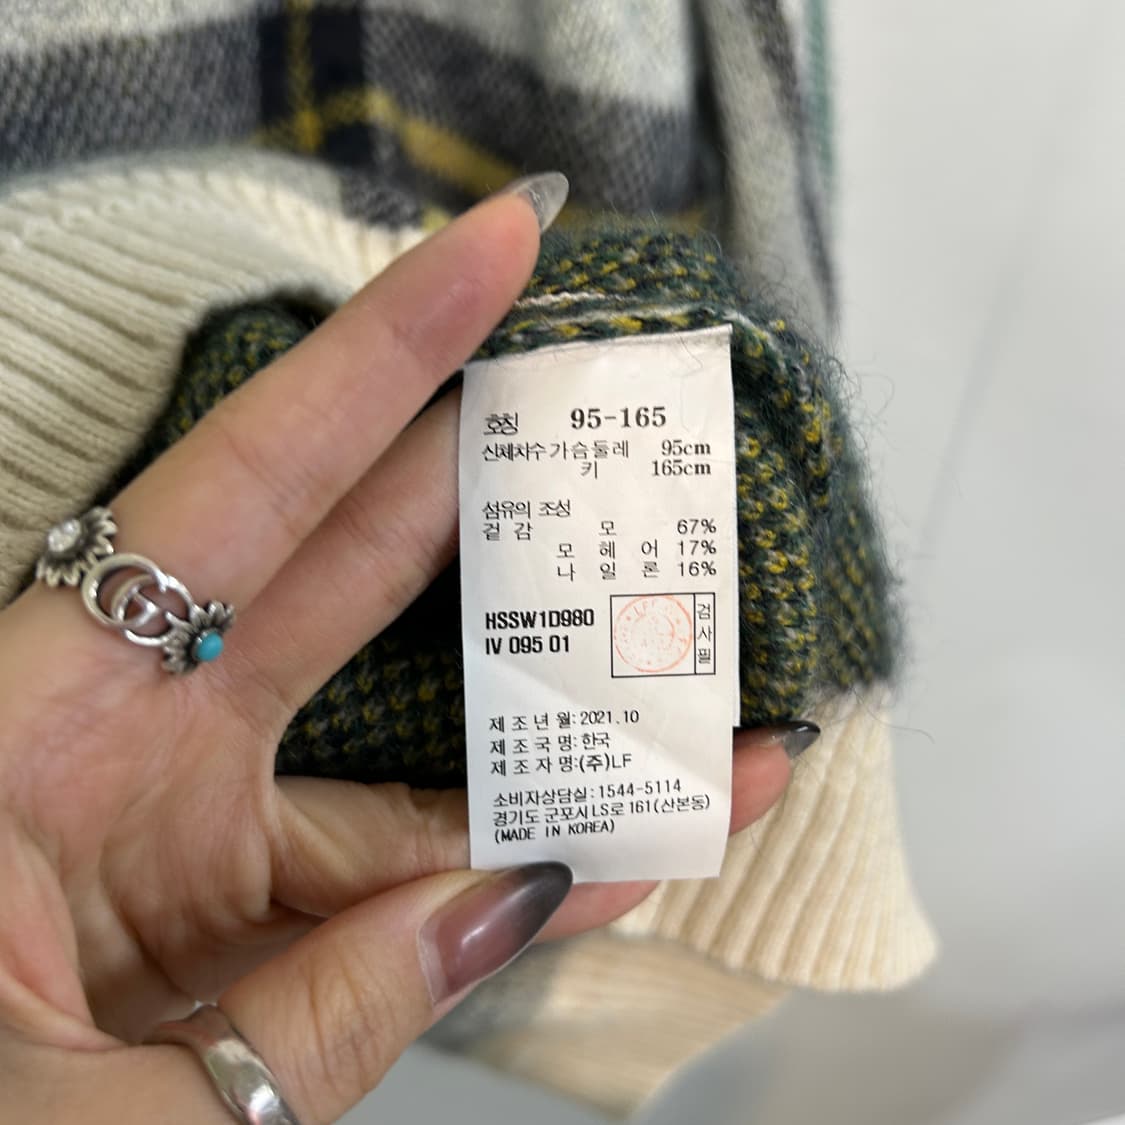 호칭 95-165
신체치수 가슴둘레 95cm
키 165cm
섬유의 조성
겉 감 모 67%
모 헤 어 17%
나 일 론 16%
HSSW1D980
IV 095 01
검사필
제 조 년 월: 2021.10
제 조 국 명: 한국
제 조 자 명:(주)LF
소비자상담실:1544-5114
경기도 군포시 LS로 161(산본동)
(MADE IN KOREA)